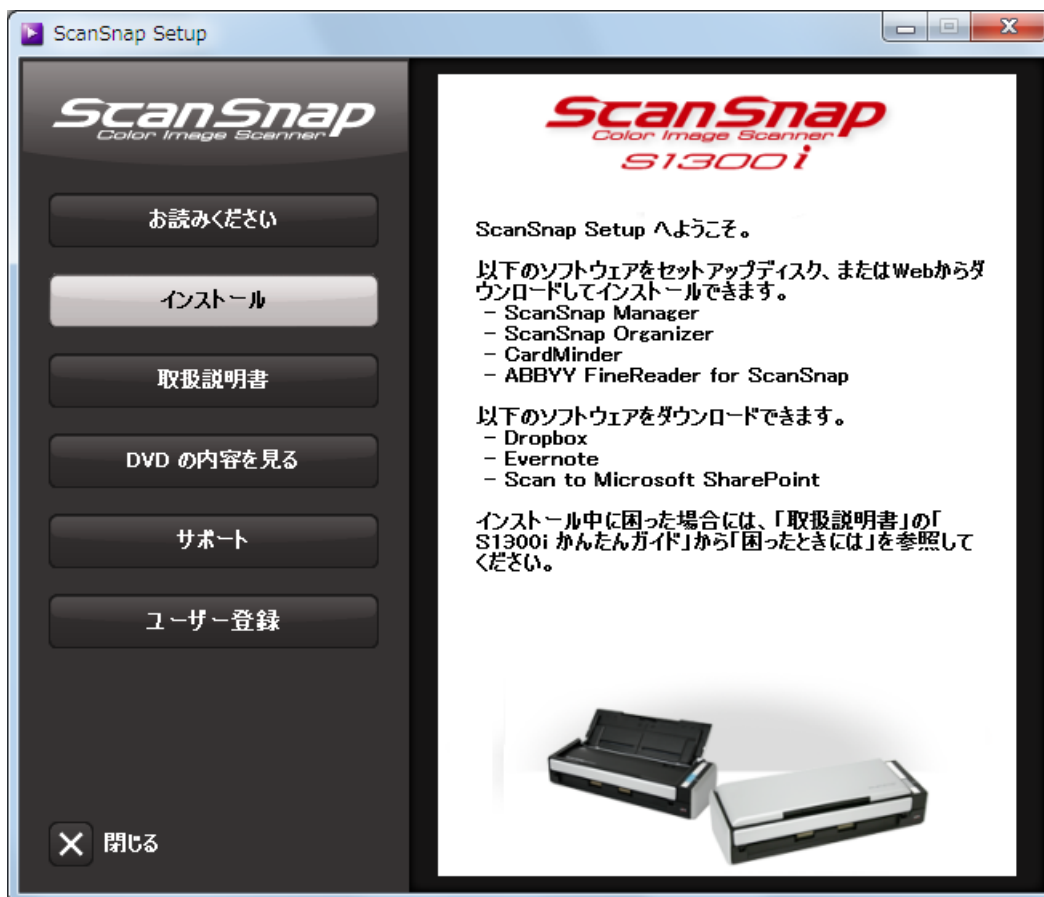 ScanSnap Setup
ScanSnap
Color Image Scanner
お読みください
インストール
取扱説明書
DVD の内容を見る
サポート
ユーザー登録
閉じる
ScanSnap
Color Image Scanner
S1300i
ScanSnap Setup へようこそ。
以下のソフトウェアをセットアップディスク、またはWebからダ
ウンロードしてインストールできます。
- ScanSnap Manager
- ScanSnap Organizer
- CardMinder
- ABBYY FineReader for ScanSnap
以下のソフトウェアをダウンロードできます。
- Dropbox
- Evernote
- Scan to Microsoft SharePoint
インストール中に困った場合には、「取扱説明書」の「
S1300i かんたんガイド」から「困ったときには」を参照して
ください。